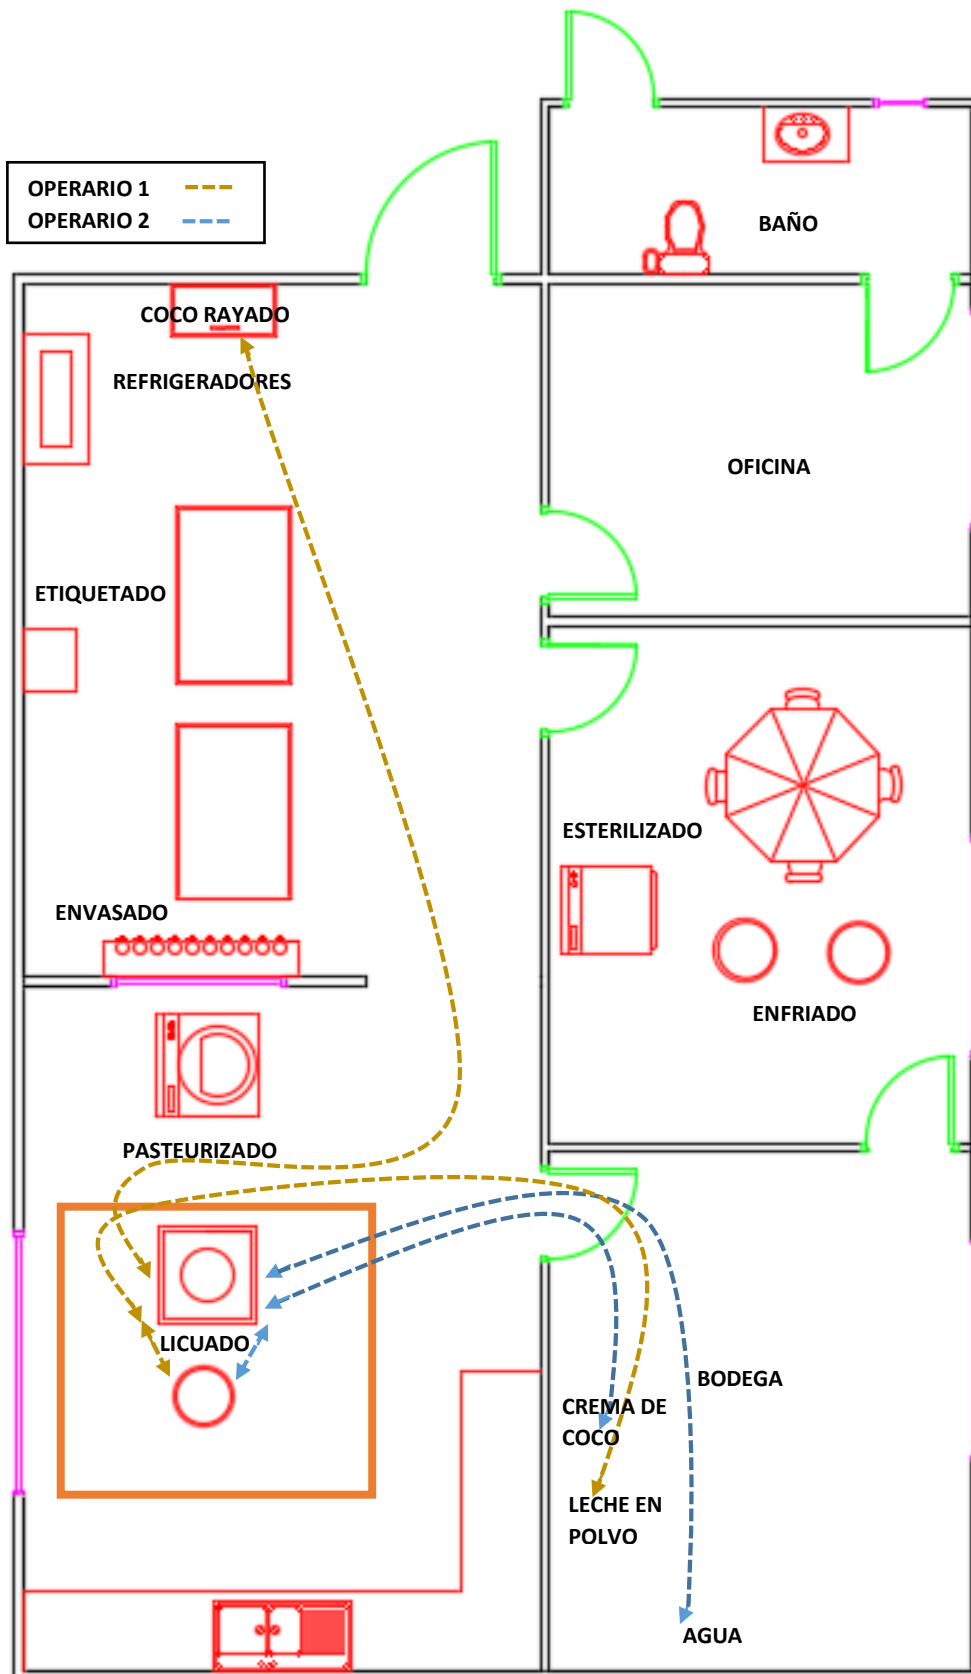 OPERARIO 1
OPERARIO 2
BAÑO
COCO RAYADO
REFRIGERADORES
OFICINA
ETIQUETADO
ESTERILIZADO
ENVASADO
ENFRIADO
PASTEURIZADO
LICUADO
BODEGA
CREMA DE
COCO
LECHE EN
POLVO
AGUA